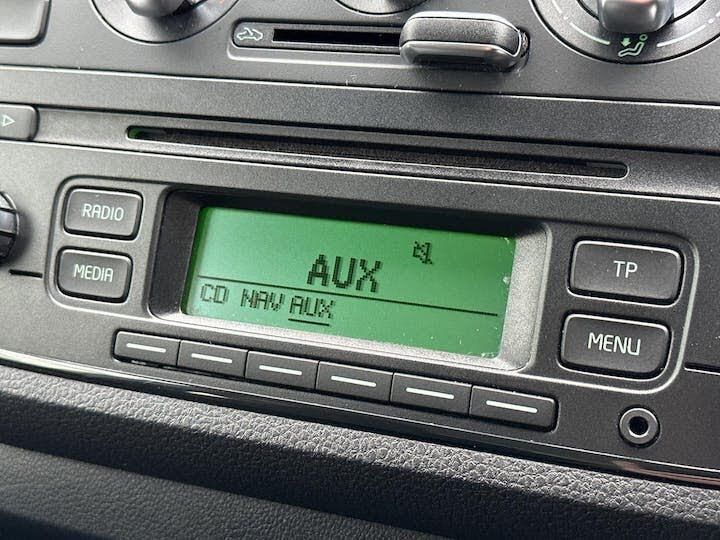 RADIO
MEDIA
AUX
CD NAV AUX
TP
MENU